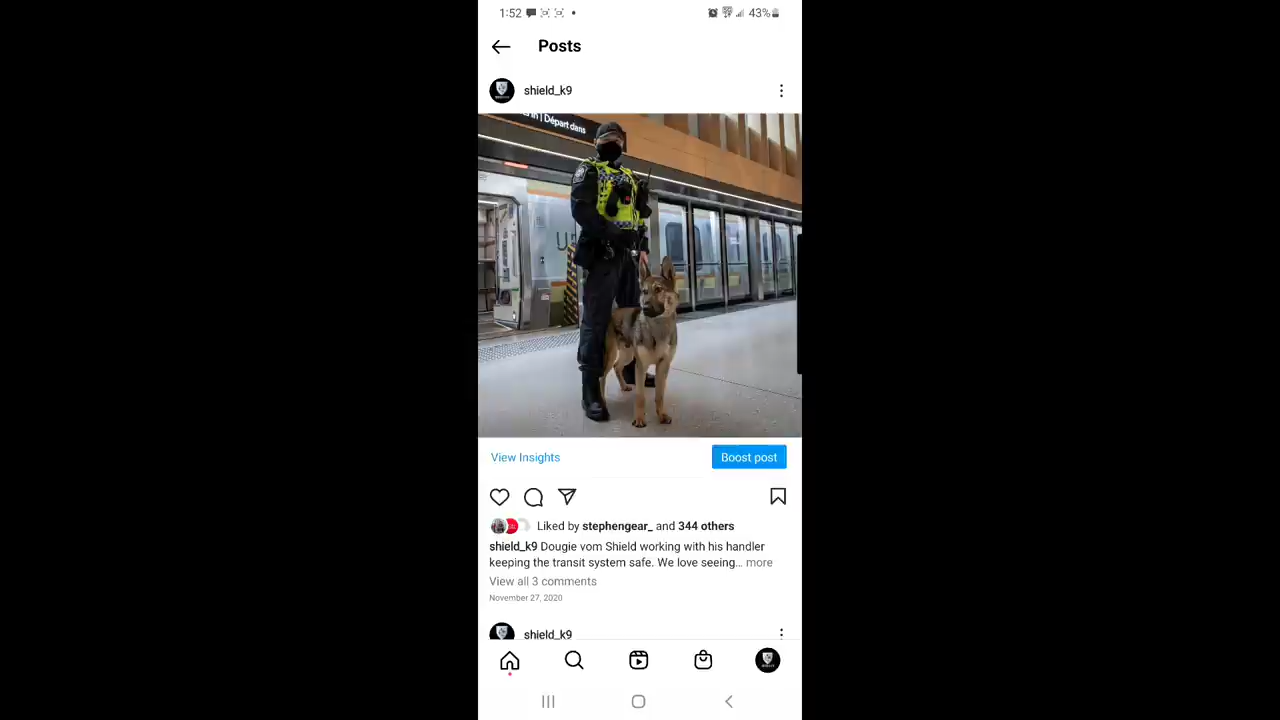 1:52
43%
Posts
shield_k9
in | Départ dans
View Insights
Boost post
Liked by stephengear_ and 344 others
shield_k9 Dougie vom Shield working with his handler
keeping the transit system safe. We love seeing... more
View all 3 comments
November 27, 2020
shield_k9